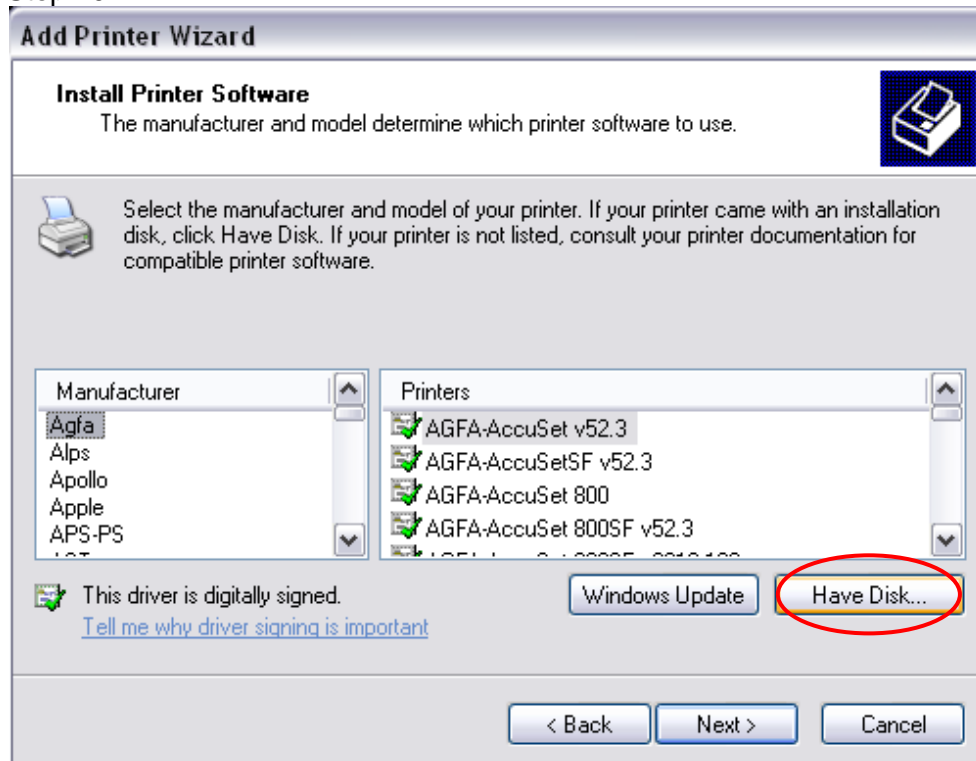 Add Printer Wizard
Install Printer Software
The manufacturer and model determine which printer software to use.
Select the manufacturer and model of your printer. If your printer came with an installation
disk, click Have Disk. If your printer is not listed, consult your printer documentation for
compatible printer software.
Manufacturer
Agfa
Alps
Apollo
Apple
APS-PS
Printers
AGFA-AccuSet v52.3
AGFA-AccuSetSF v52.3
AGFA-AccuSet 800
AGFA-AccuSet 800SF v52.3
This driver is digitally signed.
Tell me why driver signing is important
Windows Update
Have Disk...
< Back
Next >
Cancel